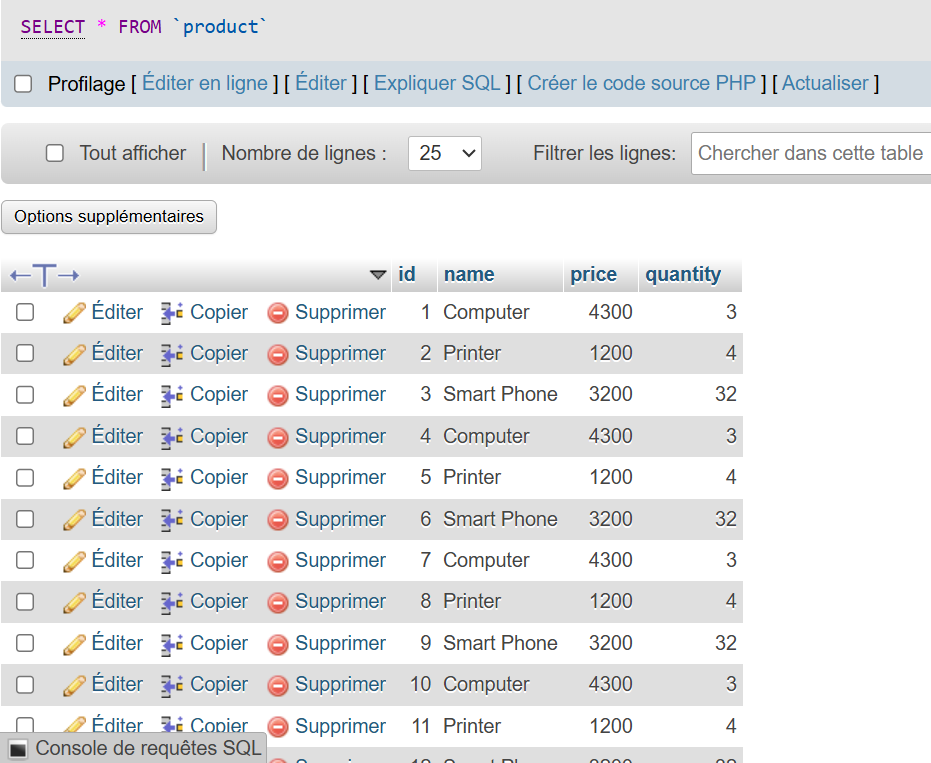 SELECT * FROM `product`
Profilage [ Éditer en ligne ] [ Éditer ] [ Expliquer SQL ] [ Créer le code source PHP ] [ Actualiser ]
Tout afficher | Nombre de lignes : 25 Filtrer les lignes: Chercher dans cette table
Options supplémentaires
←T→ id name price quantity
Éditer Copier Supprimer 1 Computer 4300 3
Éditer Copier Supprimer 2 Printer 1200 4
Éditer Copier Supprimer 3 Smart Phone 3200 32
Éditer Copier Supprimer 4 Computer 4300 3
Éditer Copier Supprimer 5 Printer 1200 4
Éditer Copier Supprimer 6 Smart Phone 3200 32
Éditer Copier Supprimer 7 Computer 4300 3
Éditer Copier Supprimer 8 Printer 1200 4
Éditer Copier Supprimer 9 Smart Phone 3200 32
Éditer Copier Supprimer 10 Computer 4300 3
Éditer Copier Supprimer 11 Printer 1200 4
Console de requêtes SQL